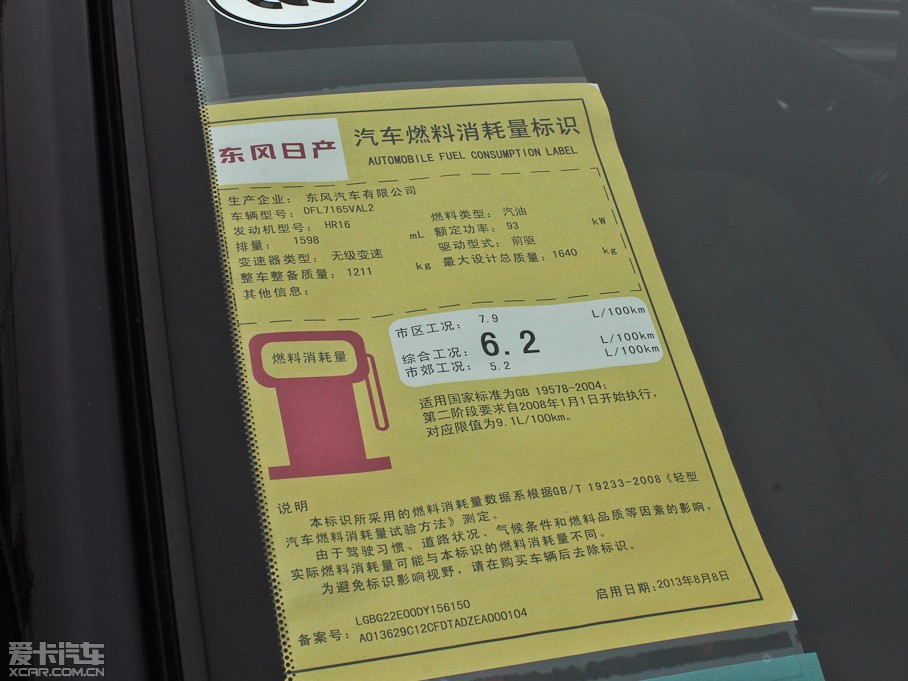 东风日产
汽车燃料消耗量标识
AUTOMOBILE FUEL CONSUMPTION LABEL
生产企业： 东风汽车有限公司
车辆型号： DFL7165VAL2
发动机型号： HR16 燃料类型： 汽油
排量： 1598 mL 额定功率： 93 kW
变速器类型： 无级变速 驱动型式： 前驱
整车整备质量： 1211 kg 最大设计总质量： 1640 kg
其他信息：
燃料消耗量
市区工况： 7.9 L/100km
综合工况： 6.2 L/100km
市郊工况： 5.2 L/100km
适用国家标准为GB 19578-2004；
第二阶段要求自2008年1月1日开始执行，
对应限值为9.1L/100km。
说明
本标识所采用的燃料消耗量数据系根据GB/T 19233-2008《轻型
汽车燃料消耗量试验方法》测定。
由于驾驶习惯、道路状况、气候条件和燃料品质等因素的影响，
实际燃料消耗量可能与本标识的燃料消耗量不同。
为避免标识影响视野，请在购买车辆后去除标识。
备案号： LGBG22E00DY156150
A013629C12CFDTADZEA000104
启用日期：2013年8月8日
爱卡汽车
XCAR.COM.CN